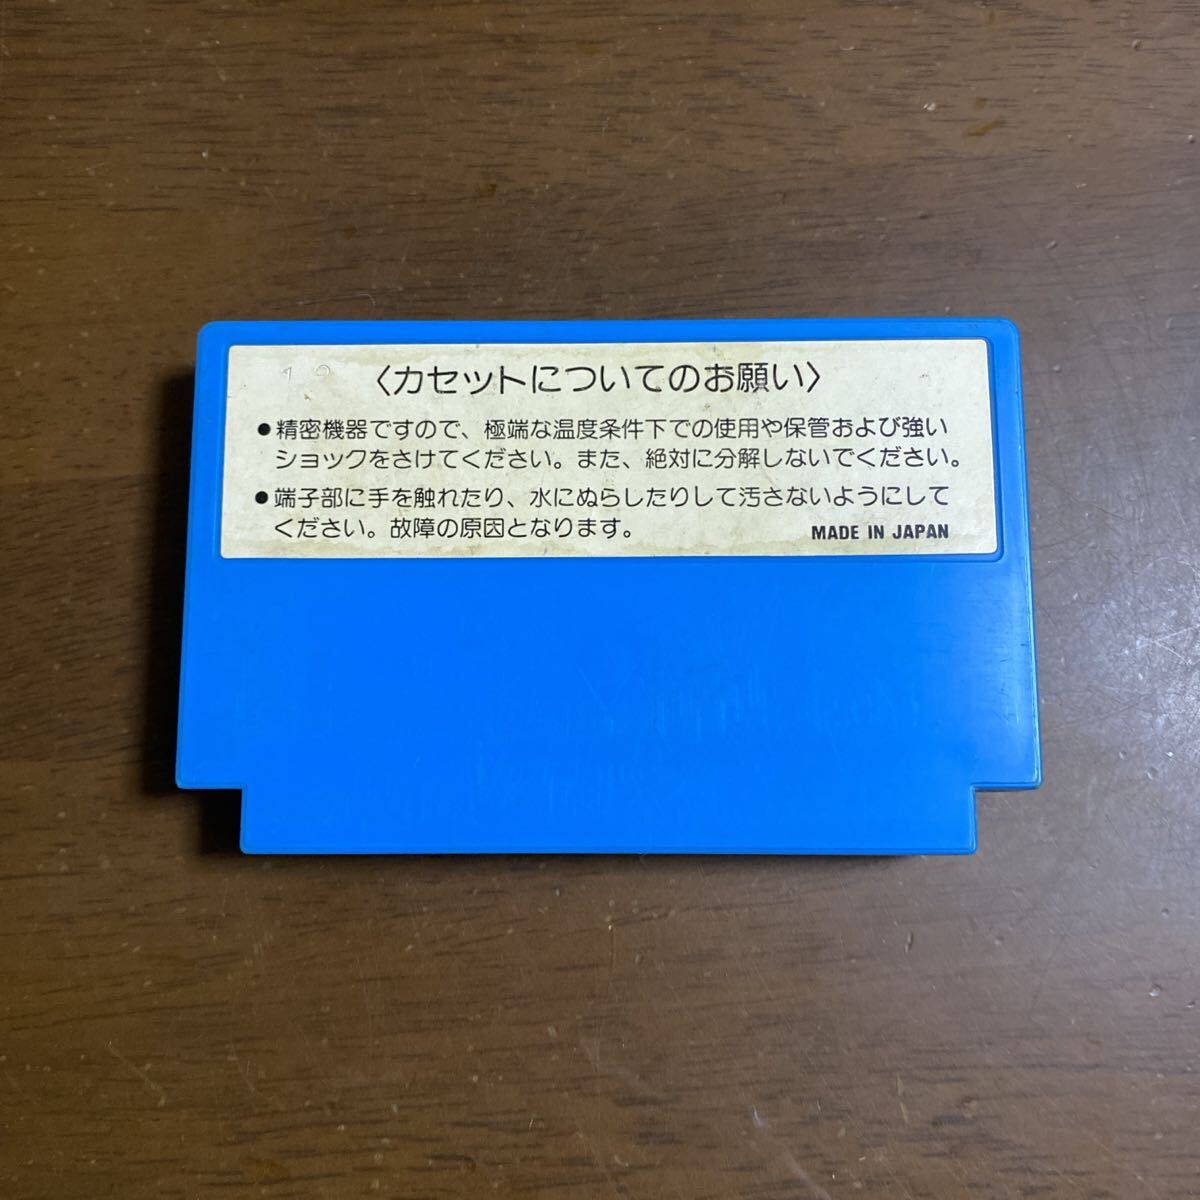 19
〈カセットについてのお願い〉
●精密機器ですので、極端な温度条件下での使用や保管および強い
ショックをさけてください。また、絶対に分解しないでください。
●端子部に手を触れたり、水にぬらしたりして汚さないようにして
ください。故障の原因となります。
MADE IN JAPAN